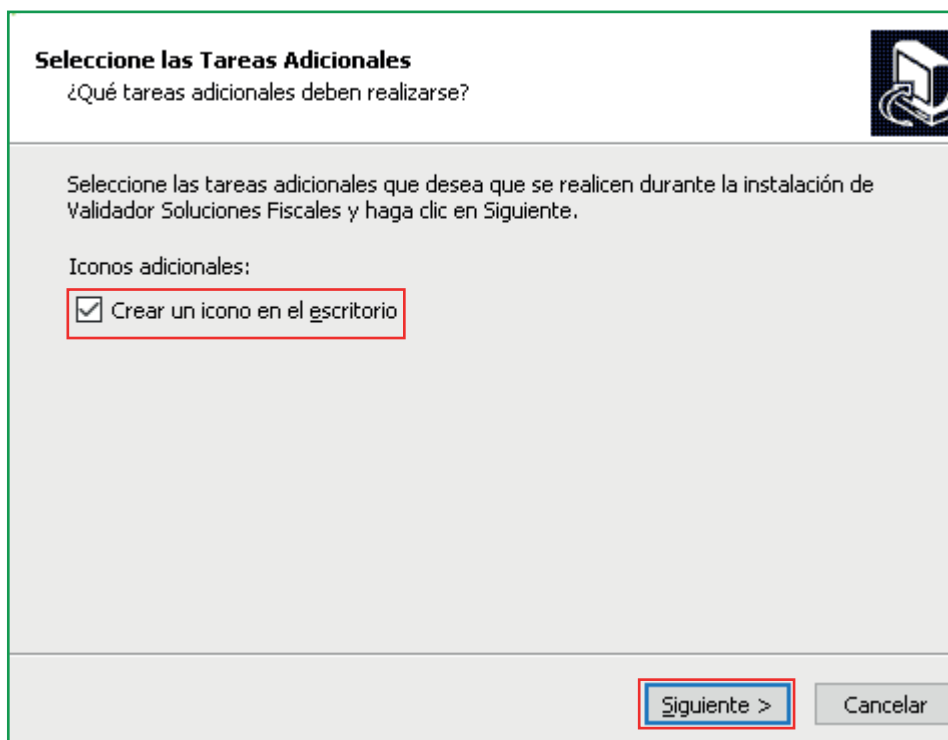 Seleccione las Tareas Adicionales
¿Qué tareas adicionales deben realizarse?
Seleccione las tareas adicionales que desea que se realicen durante la instalación de
Validador Soluciones Fiscales y haga clic en Siguiente.
Iconos adicionales:
Crear un icono en el escritorio
Siguiente >
Cancelar